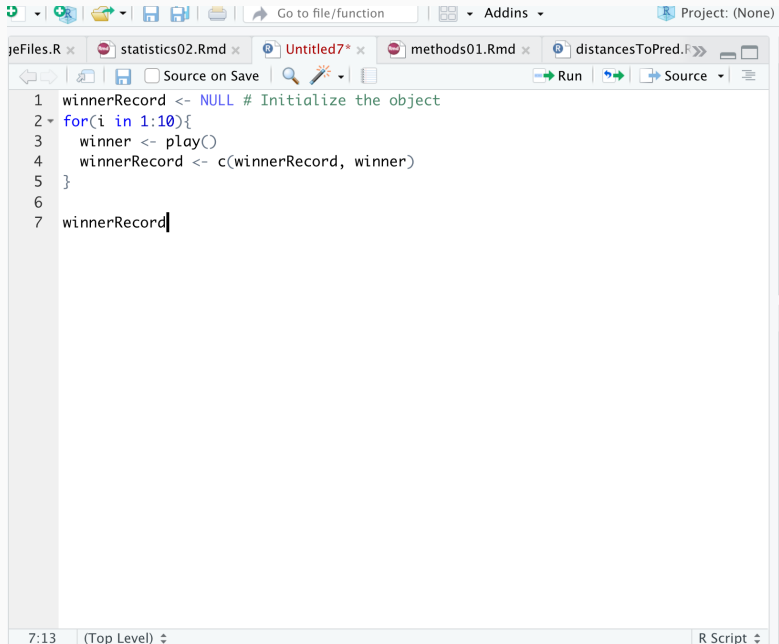 Go to file/function
Addins
Project: (None)
geFiles.R
statistics02.Rmd
Untitled7*
methods01.Rmd
distancesToPred.R
Source on Save
Run
Source
1 winnerRecord <- NULL # Initialize the object
2 for(i in 1:10){
3 winner <- play()
4 winnerRecord <- c(winnerRecord, winner)
5 }
6
7 winnerRecord
7:13
(Top Level)
R Script